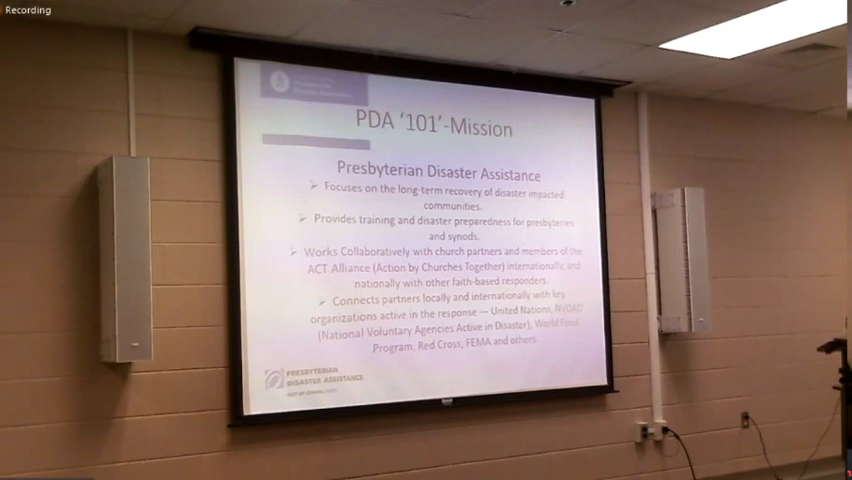 Recording
PDA '101'-Mission
Presbyterian Disaster Assistance
➢ Focuses on the long-term recovery of disaster impacted
communities.
➢ Provides training and disaster preparedness for presbyteries
and synods.
➢ Works Collaboratively with church partners and members of the
ACT Alliance (Action by Churches Together) internationally, and
nationally with other faith-based responders.
➢ Connects partners locally and internationally with key
organizations active in the response — United Nations, NVOAD
(National Voluntary Agencies Active in Disaster), World Food
Program, Red Cross, FEMA and others.
PRESBYTERIAN
DISASTER ASSISTANCE